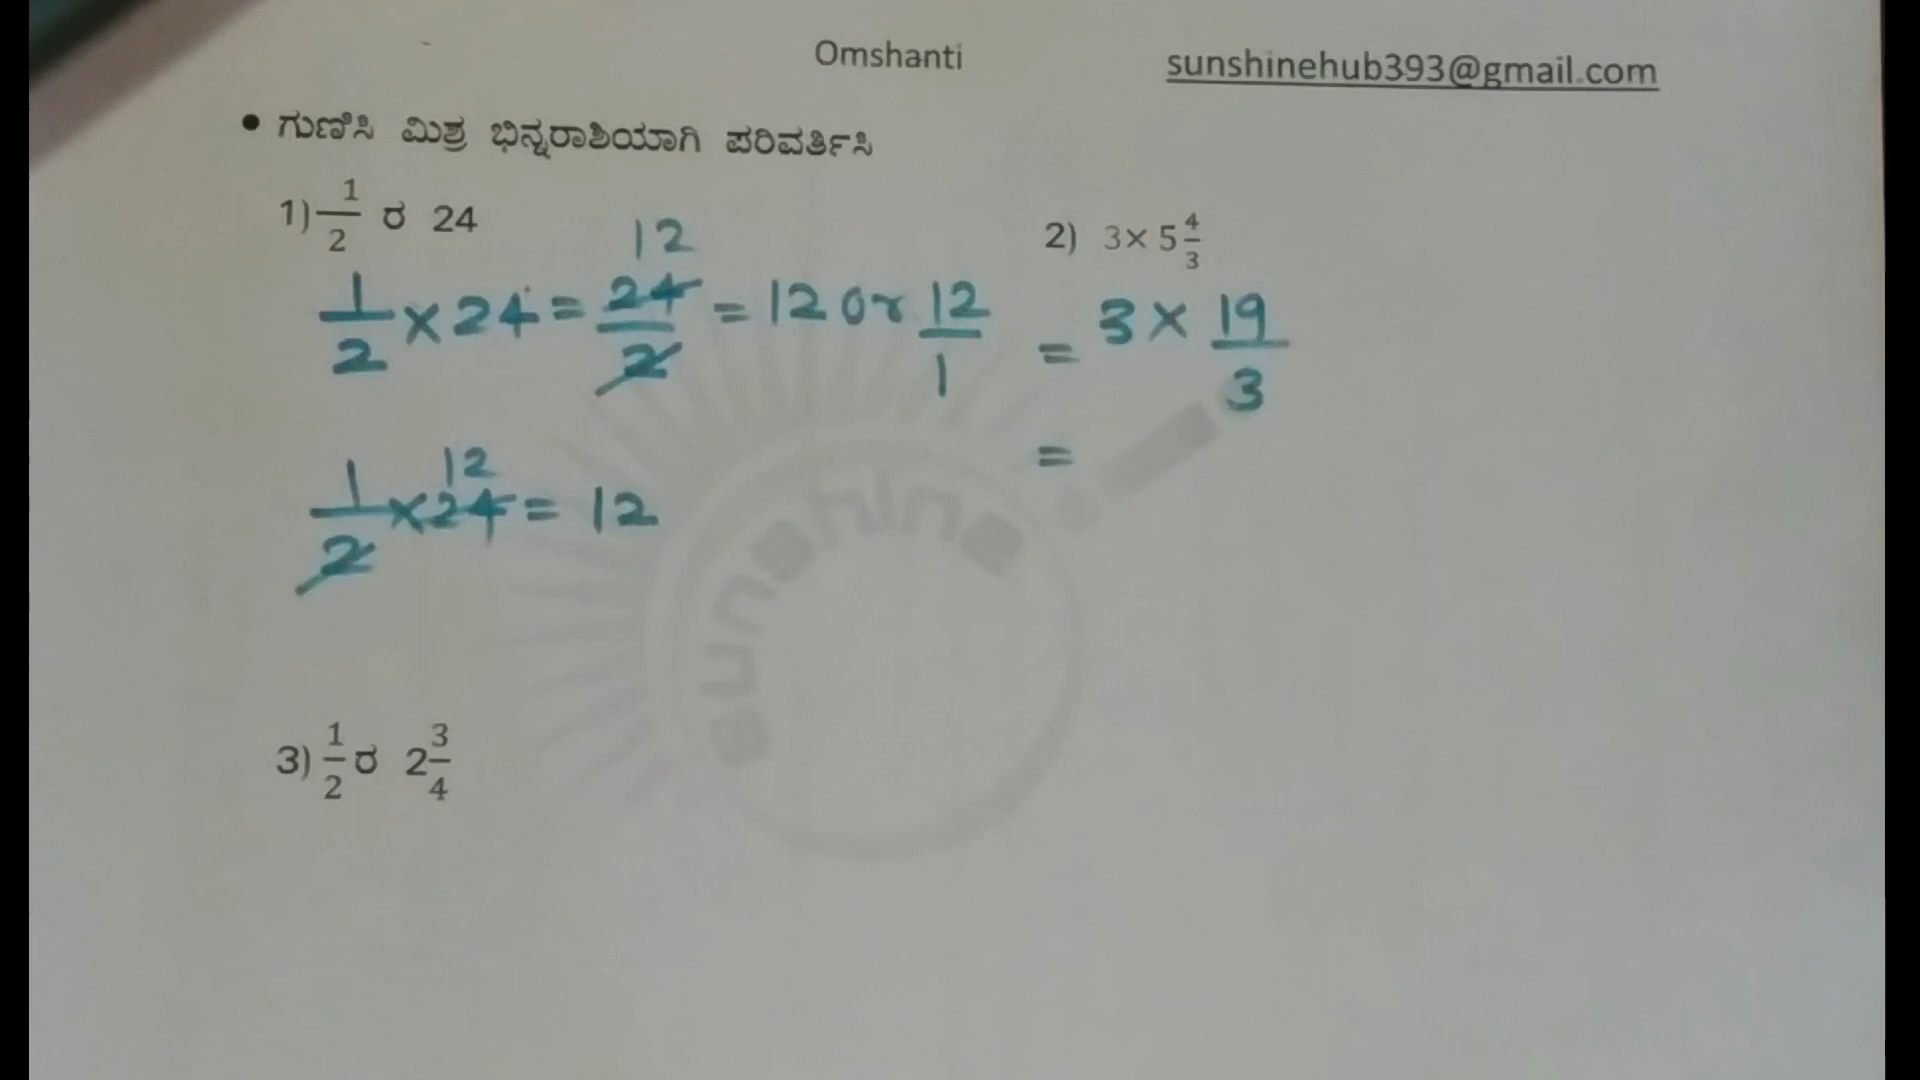 Omshanti sunshinehub393@gmail.com
• ಗುಣಿಸಿ ಮಿಶ್ರ ಭಿನ್ನರಾಶಿಯಾಗಿ ಪರಿವರ್ತಿಸಿ
1) 1/2 ರ 24
2) 3× 5 4/3
1/2 × 24 = 24/2 12 = 12 or 12/1
= 3 × 19/3
=
1/2 × 24 12 = 12
sunshine
3) 1/2 ರ 2 3/4